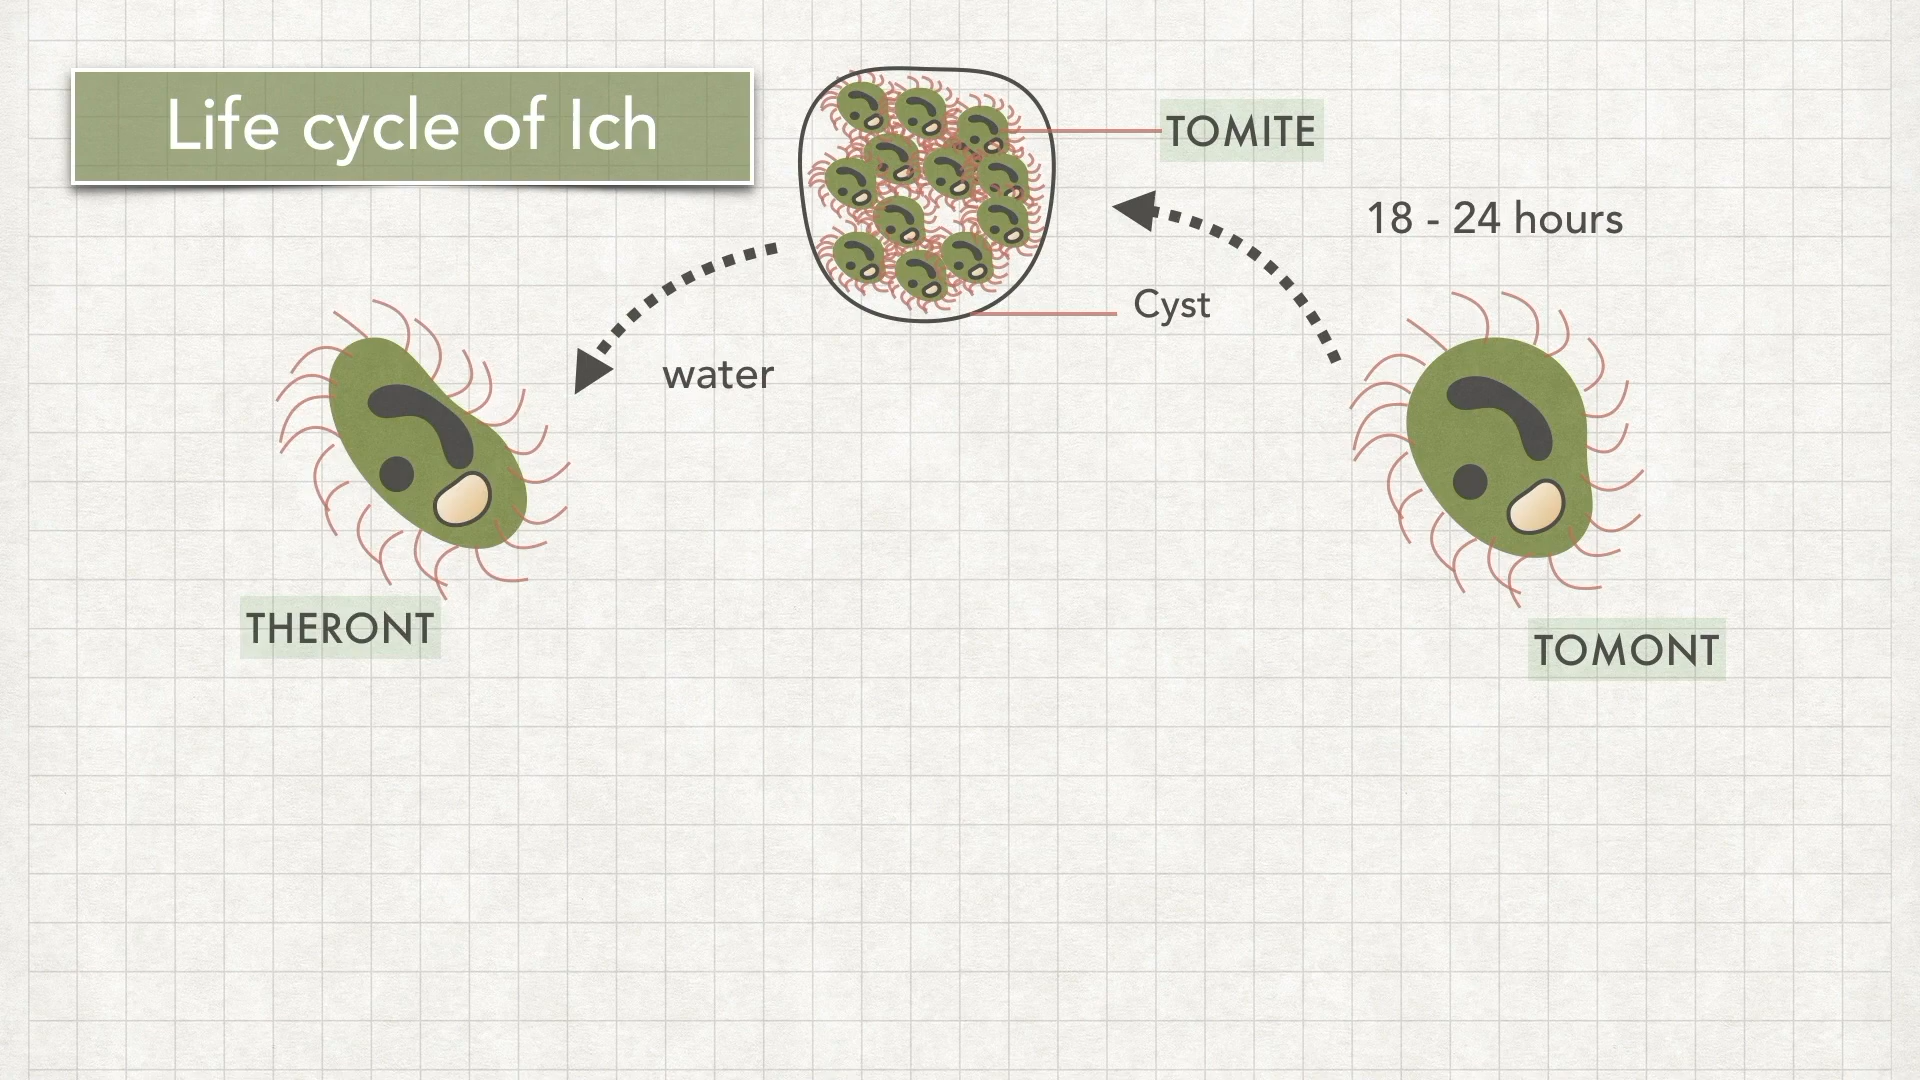 Life cycle of Ich
TOMITE
18 - 24 hours
Cyst
water
THERONT
TOMONT